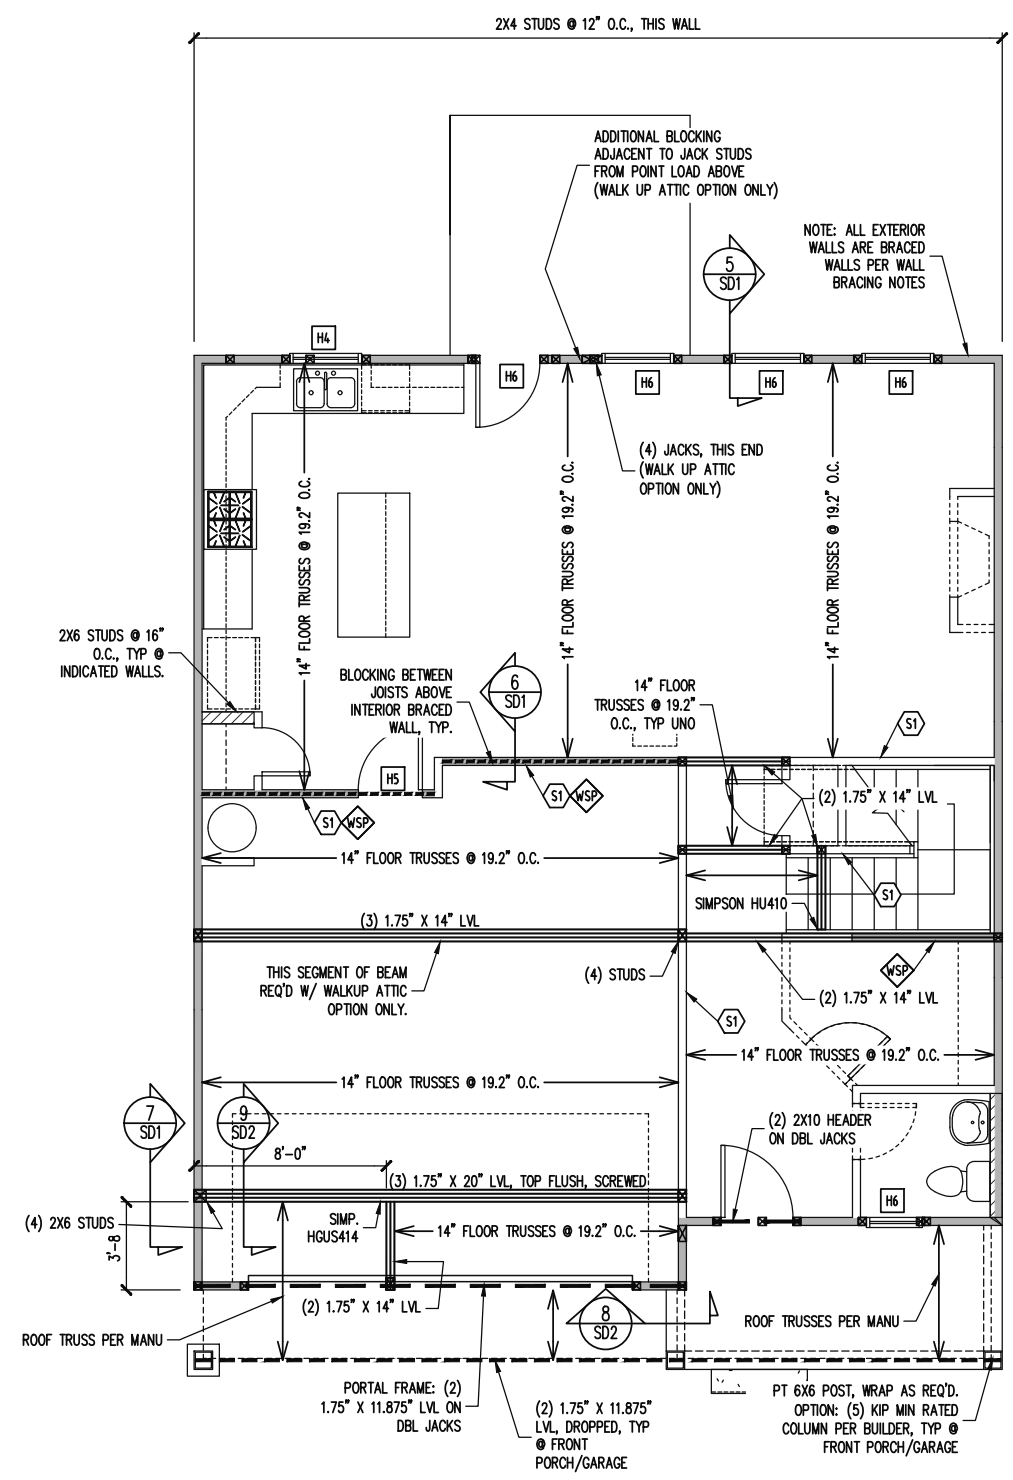 2X4 STUDS @ 12" O.C., THIS WALL
ADDITIONAL BLOCKING
ADJACENT TO JACK STUDS
FROM POINT LOAD ABOVE
(WALK UP ATTIC OPTION ONLY)
NOTE: ALL EXTERIOR
WALLS ARE BRACED
WALLS PER WALL
BRACING NOTES
5
SD1
H4
H6
H6
H6
H6
(4) JACKS, THIS END
(WALK UP ATTIC
OPTION ONLY)
14" FLOOR TRUSSES @ 19.2" O.C.
14" FLOOR TRUSSES @ 19.2" O.C.
14" FLOOR TRUSSES @ 19.2" O.C.
2X6 STUDS @ 16"
O.C., TYP @
INDICATED WALLS.
BLOCKING BETWEEN
JOISTS ABOVE
INTERIOR BRACED
WALL, TYP.
6
SD1
14" FLOOR
TRUSSES @ 19.2"
O.C., TYP UNO
S1
H5
S1
WSP
S1
WSP
(2) 1.75" X 14" LVL
14" FLOOR TRUSSES @ 19.2" O.C.
S1
SIMPSON HU410
(3) 1.75" X 14" LVL
THIS SEGMENT OF BEAM
REQ'D W/ WALKUP ATTIC
OPTION ONLY.
(4) STUDS
WSP
(2) 1.75" X 14" LVL
S1
14" FLOOR TRUSSES @ 19.2" O.C.
14" FLOOR TRUSSES @ 19.2" O.C.
7
SD1
9
SD2
8'-0"
(2) 2X10 HEADER
ON DBL JACKS
(3) 1.75" X 20" LVL, TOP FLUSH, SCREWED
H6
(4) 2X6 STUDS
3'-8
SIMP.
HGUS414
14" FLOOR TRUSSES @ 19.2" O.C.
(2) 1.75" X 14" LVL
8
SD2
ROOF TRUSS PER MANU
ROOF TRUSSES PER MANU
PORTAL FRAME: (2)
1.75" X 11.875" LVL ON
DBL JACKS
(2) 1.75" X 11.875"
LVL, DROPPED, TYP
@ FRONT
PORCH/GARAGE
PT 6X6 POST, WRAP AS REQ'D.
OPTION: (5) KIP MIN RATED
COLUMN PER BUILDER, TYP @
FRONT PORCH/GARAGE